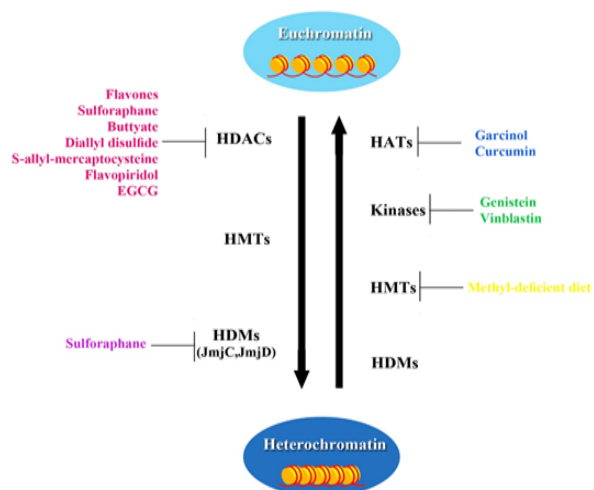 Euchromatin
Flavones
Sulforaphane
Buttyate
Diallyl disulfide
S-allyl-mercaptocysteine
Flavopiridol
EGCG
HDACs
HMTs
Sulforaphane
HDMs
(JmjC,JmjD)
HATs
Garcinol
Curcumin
Kinases
Genistein
Vinblastin
HMTs
Methyl-deficient diet
HDMs
Heterochromatin